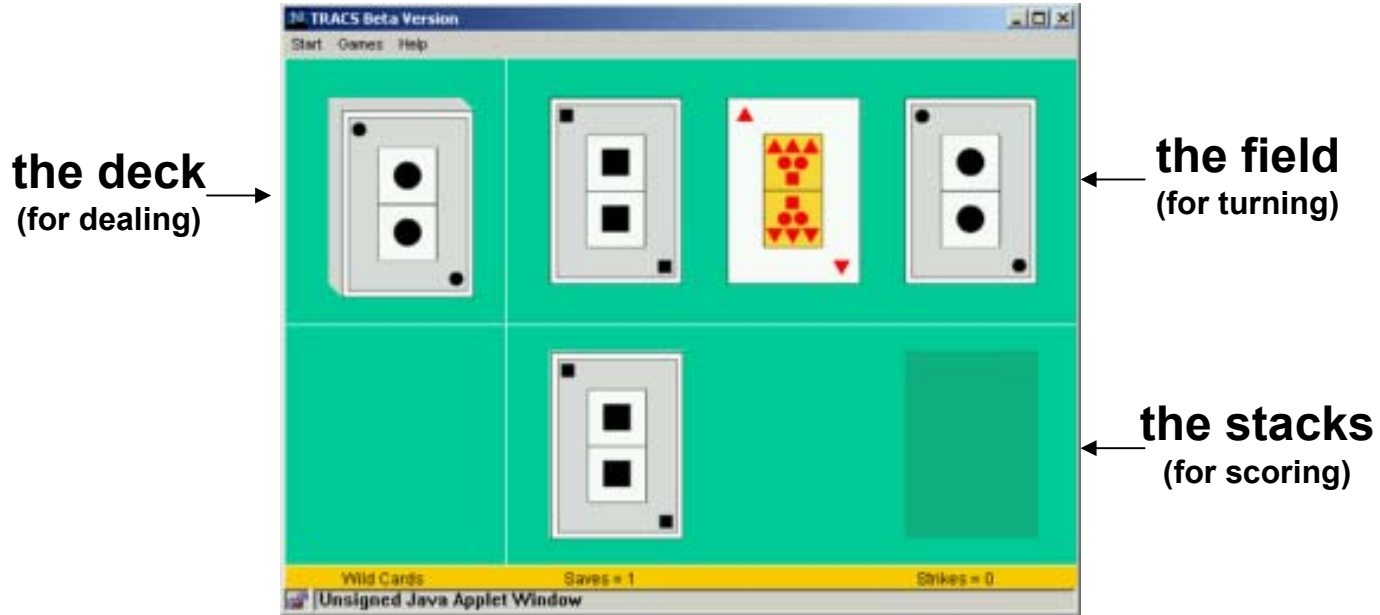 TRACS Beta Version
Start Games Help
the deck
(for dealing)
the field
(for turning)
the stacks
(for scoring)
Wild Cards Saves = 1 Strikes = 0
Unsigned Java Applet Window